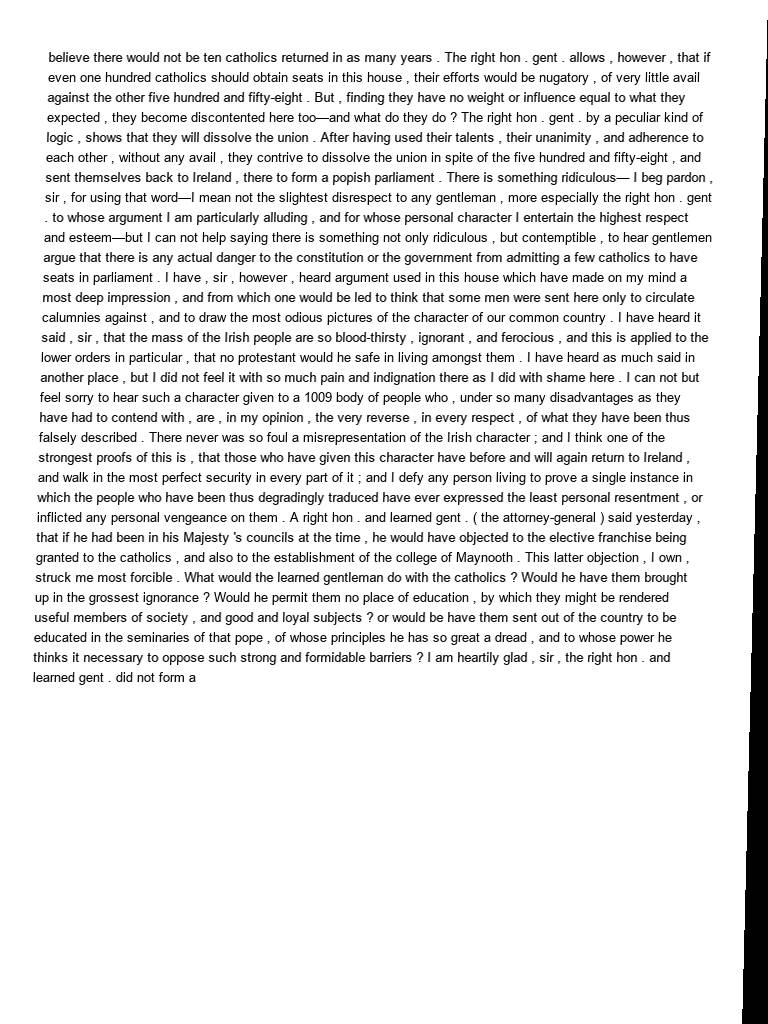 believe there would not be ten catholics returned in as many years . The right hon . gent . allows , however , that if
even one hundred catholics should obtain seats in this house , their efforts would be nugatory , of very little avail
against the other five hundred and fifty-eight . But , finding they have no weight or influence equal to what they
expected , they become discontented here too—and what do they do ? The right hon . gent . by a peculiar kind of
logic , shows that they will dissolve the union . After having used their talents , their unanimity , and adherence to
each other , without any avail , they contrive to dissolve the union in spite of the five hundred and fifty-eight , and
sent themselves back to Ireland , there to form a popish parliament . There is something ridiculous— I beg pardon ,
sir , for using that word—I mean not the slightest disrespect to any gentleman , more especially the right hon . gent
. to whose argument I am particularly alluding , and for whose personal character I entertain the highest respect
and esteem—but I can not help saying there is something not only ridiculous , but contemptible , to hear gentlemen
argue that there is any actual danger to the constitution or the government from admitting a few catholics to have
seats in parliament . I have , sir , however , heard argument used in this house which have made on my mind a
most deep impression , and from which one would be led to think that some men were sent here only to circulate
calumnies against , and to draw the most odious pictures of the character of our common country . I have heard it
said , sir , that the mass of the Irish people are so blood-thirsty , ignorant , and ferocious , and this is applied to the
lower orders in particular , that no protestant would he safe in living amongst them . I have heard as much said in
another place , but I did not feel it with so much pain and indignation there as I did with shame here . I can not but
feel sorry to hear such a character given to a 1009 body of people who , under so many disadvantages as they
have had to contend with , are , in my opinion , the very reverse , in every respect , of what they have been thus
falsely described . There never was so foul a misrepresentation of the Irish character ; and I think one of the
strongest proofs of this is , that those who have given this character have before and will again return to Ireland ,
and walk in the most perfect security in every part of it ; and I defy any person living to prove a single instance in
which the people who have been thus degradingly traduced have ever expressed the least personal resentment , or
inflicted any personal vengeance on them . A right hon . and learned gent . ( the attorney-general ) said yesterday ,
that if he had been in his Majesty 's councils at the time , he would have objected to the elective franchise being
granted to the catholics , and also to the establishment of the college of Maynooth . This latter objection , I own ,
struck me most forcible . What would the learned gentleman do with the catholics ? Would he have them brought
up in the grossest ignorance ? Would he permit them no place of education , by which they might be rendered
useful members of society , and good and loyal subjects ? or would be have them sent out of the country to be
educated in the seminaries of that pope , of whose principles he has so great a dread , and to whose power he
thinks it necessary to oppose such strong and formidable barriers ? I am heartily glad , sir , the right hon . and
learned gent . did not form a